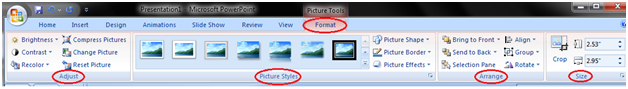 Presentation1 - Microsoft PowerPoint
Picture Tools
Home Insert Design Animations Slide Show Review View Format
Brightness Compress Pictures Picture Shape Bring to Front Align 2.53"
Contrast Change Picture Picture Border Send to Back Group Crop
Recolor Reset Picture Picture Effects Selection Pane Rotate 2.95"
Adjust Picture Styles Arrange Size